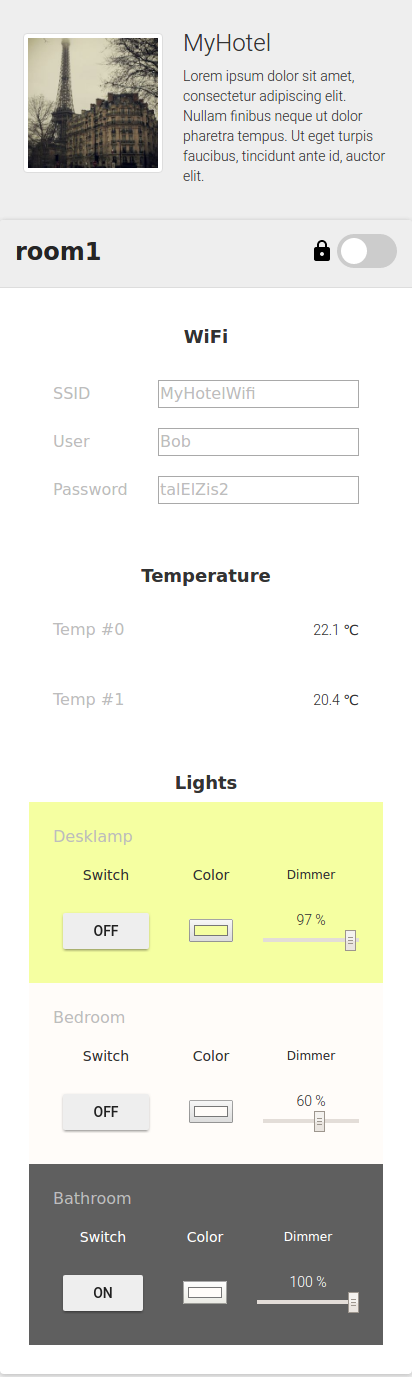 MyHotel
Lorem ipsum dolor sit amet,
consectetur adipiscing elit.
Nullam finibus neque ut dolor
pharetra tempus. Ut eget turpis
faucibus, tincidunt ante id, auctor
elit.
room1
WiFi
SSID MyHotelWifi
User Bob
Password talElZis2
Temperature
Temp #0 22.1 °C
Temp #1 20.4 °C
Lights
Desklamp
Switch Color Dimmer
OFF 97 %
Bedroom
Switch Color Dimmer
OFF 60 %
Bathroom
Switch Color Dimmer
ON 100 %